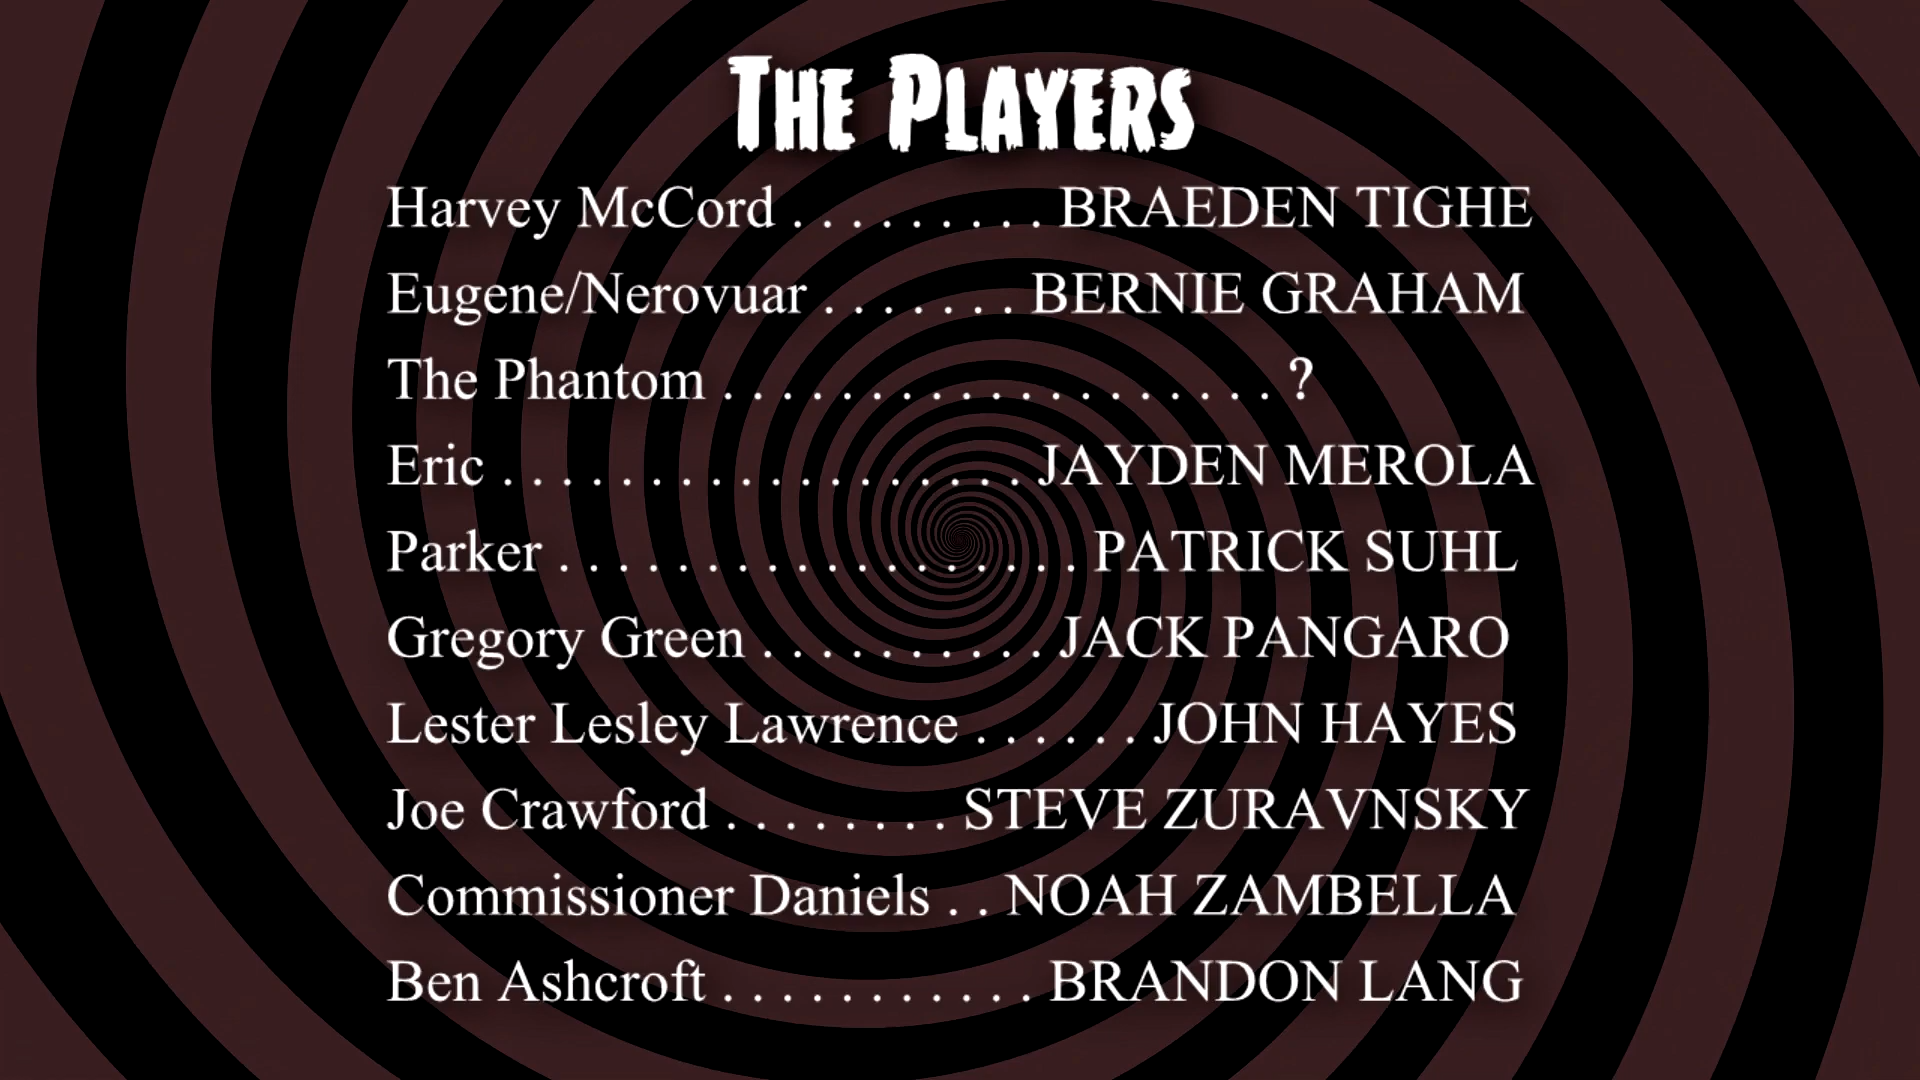 The Players
Harvey McCord . . . . . . . . . BRAEDEN TIGHE
Eugene/Nerovuar . . . . . . . BERNIE GRAHAM
The Phantom . . . . . . . . . . . . . . . . . . . ?
Eric . . . . . . . . . . . . . . . . . . JAYDEN MEROLA
Parker . . . . . . . . . . . . . . . . . . PATRICK SUHL
Gregory Green . . . . . . . . . . JACK PANGARO
Lester Lesley Lawrence . . . . . . JOHN HAYES
Joe Crawford . . . . . . . . STEVE ZURAVNSKY
Commissioner Daniels . . NOAH ZAMBELLA
Ben Ashcroft . . . . . . . . . . . BRANDON LANG